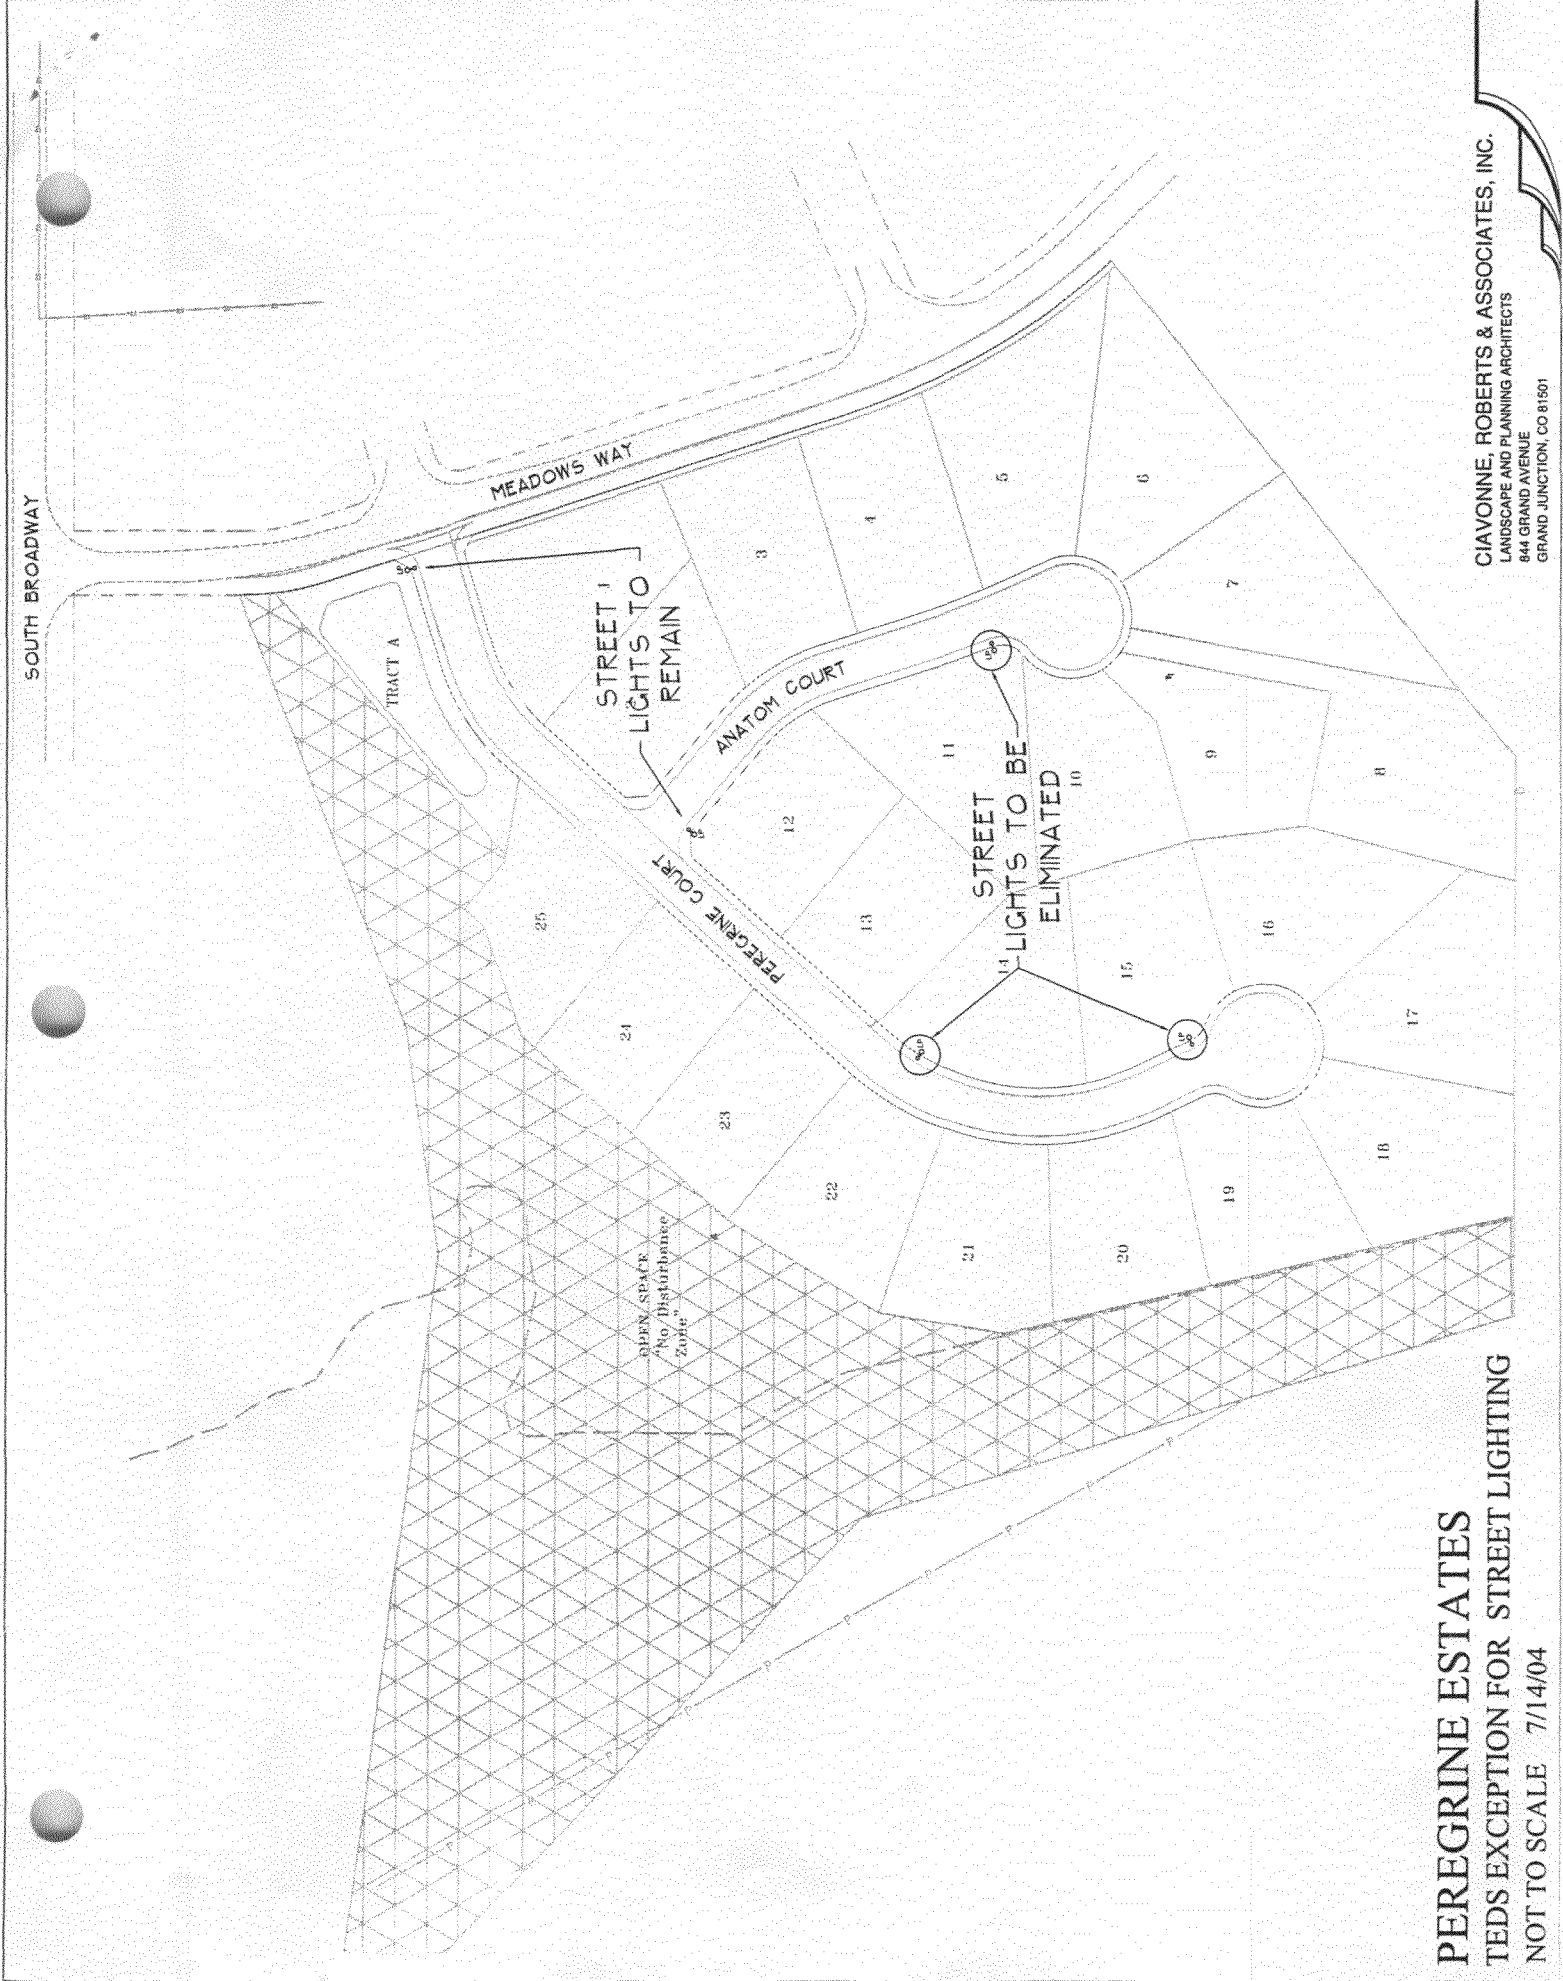 SOUTH BROADWAY
MEADOWS WAY
TRACT A
STREET
LIGHTS TO
REMAIN
ANATOM COURT
PEREGRINE COURT
STREET
LIGHTS TO BE
ELIMINATED
OPEN SPACE
"No Disturbance
Zone"
3
4
5
6
7
8
9
10
11
12
13
14
15
16
17
18
19
20
21
22
23
24
25
LP
LP
PEREGRINE ESTATES
TEDS EXCEPTION FOR STREET LIGHTING
NOT TO SCALE 7/14/04
CIAVONNE, ROBERTS & ASSOCIATES, INC.
LANDSCAPE AND PLANNING ARCHITECTS
844 GRAND AVENUE
GRAND JUNCTION, CO 81501